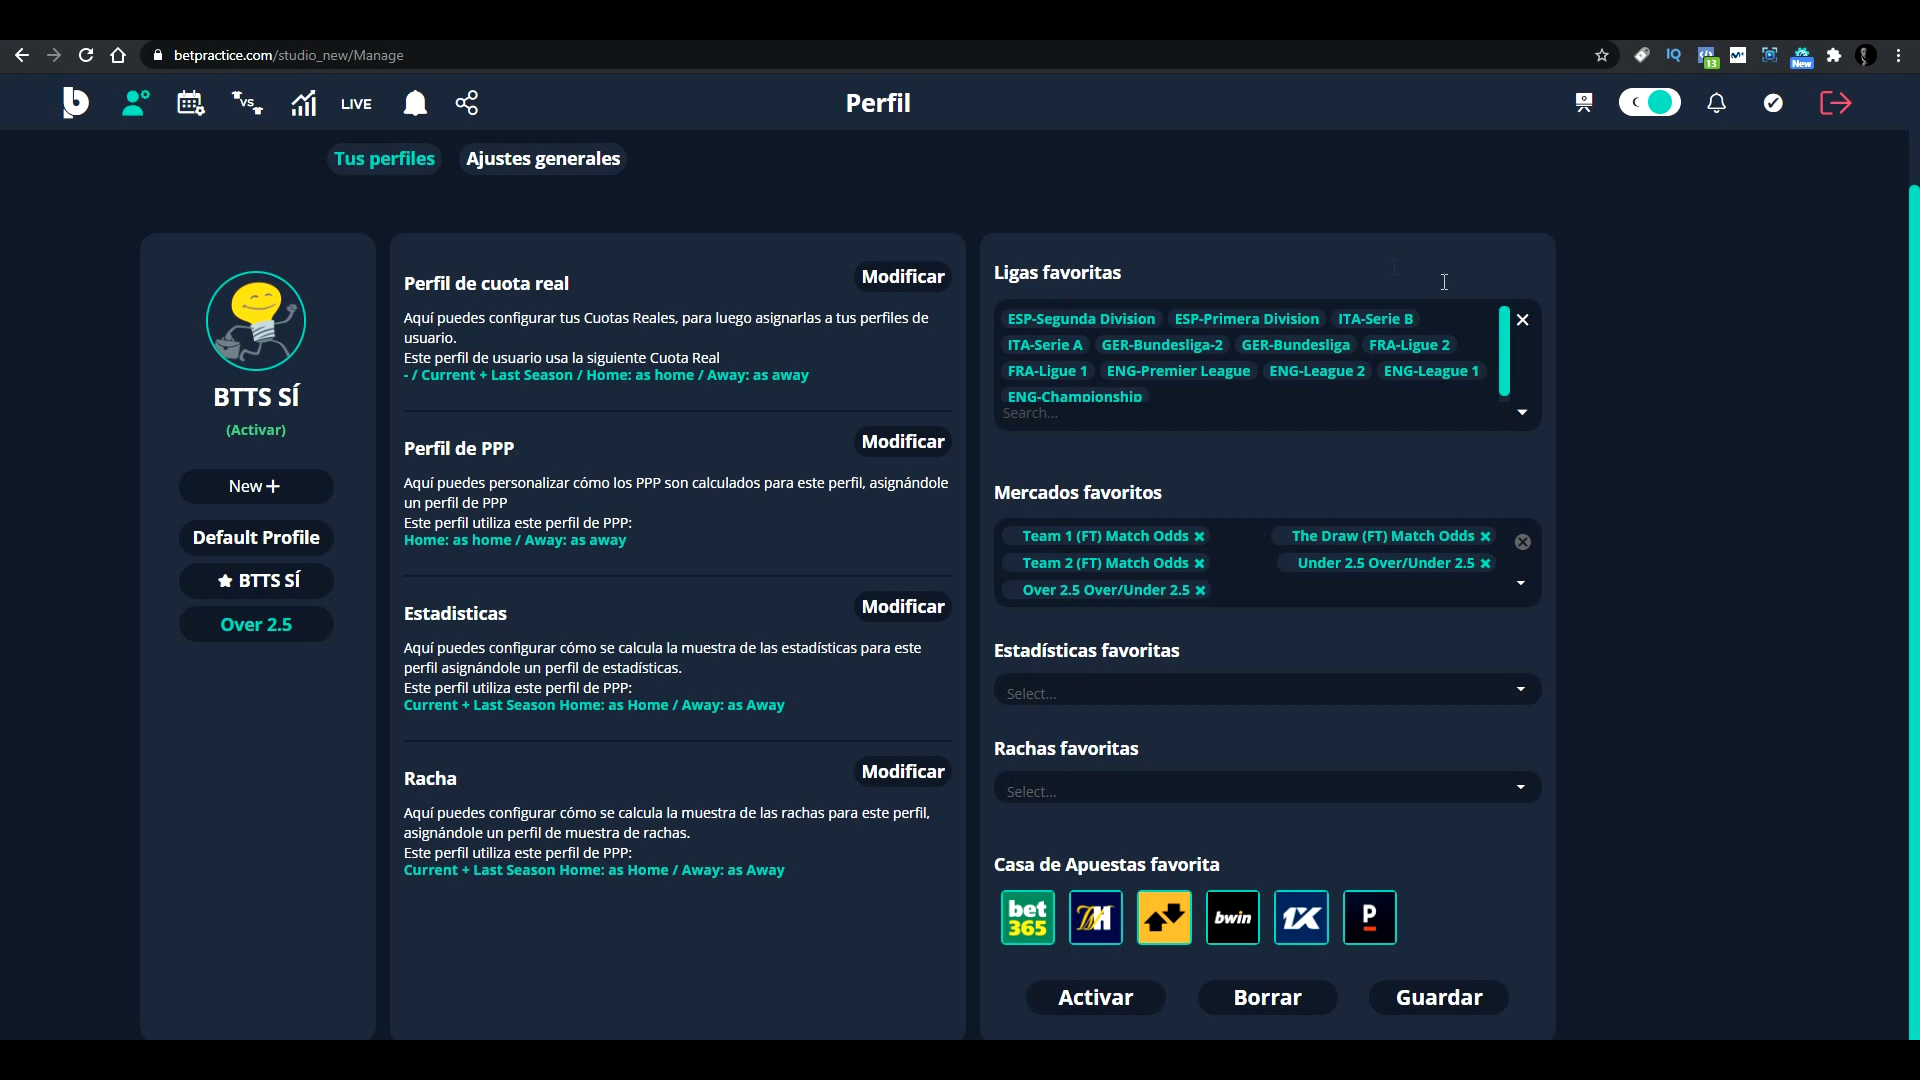 betpractice.com/studio_new/Manage
IQ
13
New
b
VS
LIVE
Perfil
Tus perfiles
Ajustes generales
BTTS SÍ
(Activar)
New +
Default Profile
BTTS SÍ
Over 2.5
Perfil de cuota real
Modificar
Aquí puedes configurar tus Cuotas Reales, para luego asignarlas a tus perfiles de
usuario.
Este perfil de usuario usa la siguiente Cuota Real
- / Current + Last Season / Home: as home / Away: as away
Perfil de PPP
Modificar
Aquí puedes personalizar cómo los PPP son calculados para este perfil, asignándole
un perfil de PPP
Este perfil utiliza este perfil de PPP:
Home: as home / Away: as away
Estadisticas
Modificar
Aquí puedes configurar cómo se calcula la muestra de las estadísticas para este
perfil asignándole un perfil de estadísticas.
Este perfil utiliza este perfil de PPP:
Current + Last Season Home: as Home / Away: as Away
Racha
Modificar
Aquí puedes configurar cómo se calcula la muestra de las rachas para este perfil,
asignándole un perfil de muestra de rachas.
Este perfil utiliza este perfil de PPP:
Current + Last Season Home: as Home / Away: as Away
Ligas favoritas
ESP-Segunda Division ESP-Primera Division ITA-Serie B
ITA-Serie A GER-Bundesliga-2 GER-Bundesliga FRA-Ligue 2
FRA-Ligue 1 ENG-Premier League ENG-League 2 ENG-League 1
ENG-Championship
Search...
Mercados favoritos
Team 1 (FT) Match Odds The Draw (FT) Match Odds
Team 2 (FT) Match Odds Under 2.5 Over/Under 2.5
Over 2.5 Over/Under 2.5
Estadísticas favoritas
Select...
Rachas favoritas
Select...
Casa de Apuestas favorita
bet
365
WH
bwin
1X
P
Activar
Borrar
Guardar